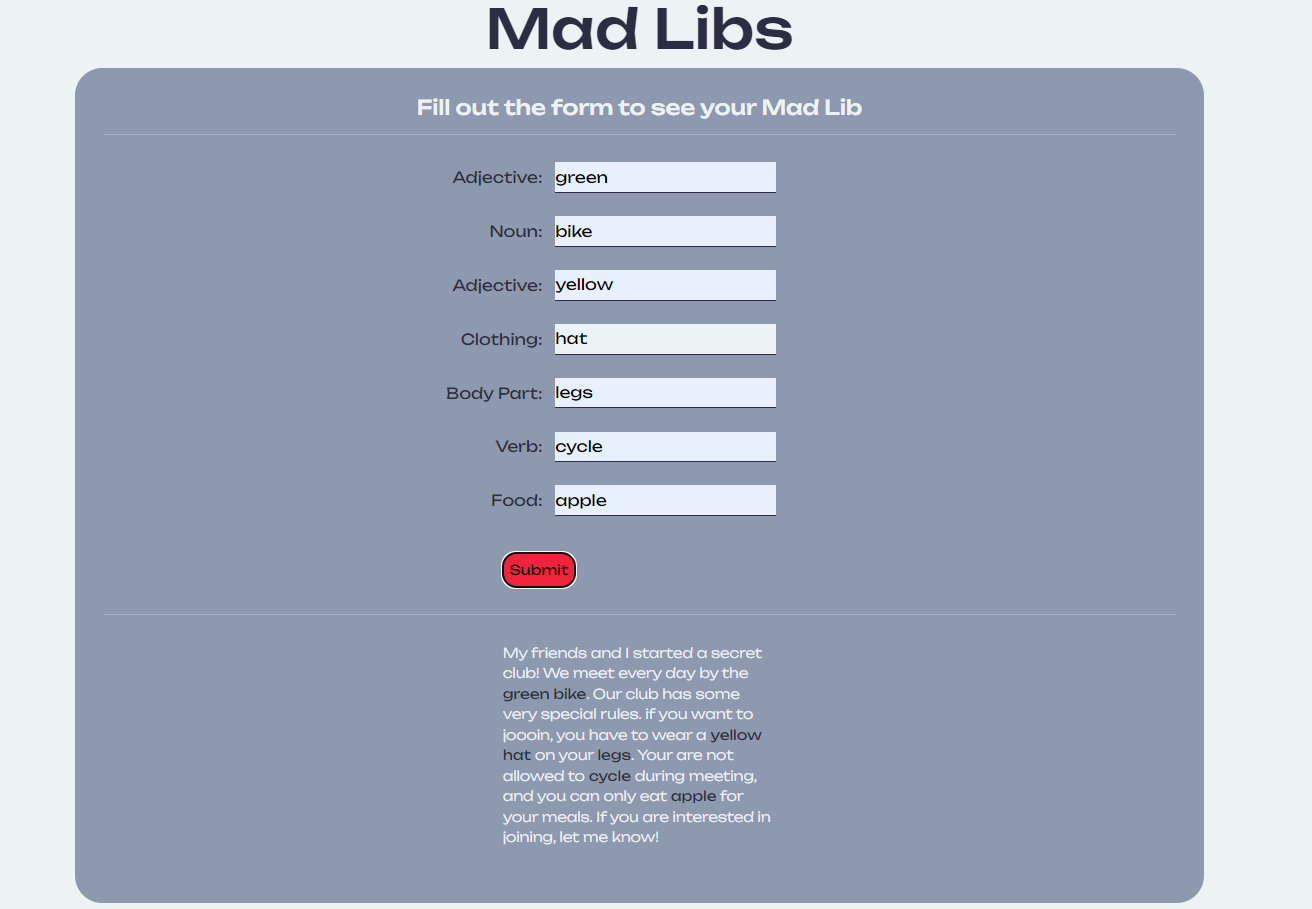 Mad Libs
Fill out the form to see your Mad Lib
Adjective: green
Noun: bike
Adjective: yellow
Clothing: hat
Body Part: legs
Verb: cycle
Food: apple
Submit
My friends and I started a secret
club! We meet every day by the
green bike. Our club has some
very special rules. if you want to
joooin, you have to wear a yellow
hat on your legs. Your are not
allowed to cycle during meeting,
and you can only eat apple for
your meals. If you are interested in
joining, let me know!